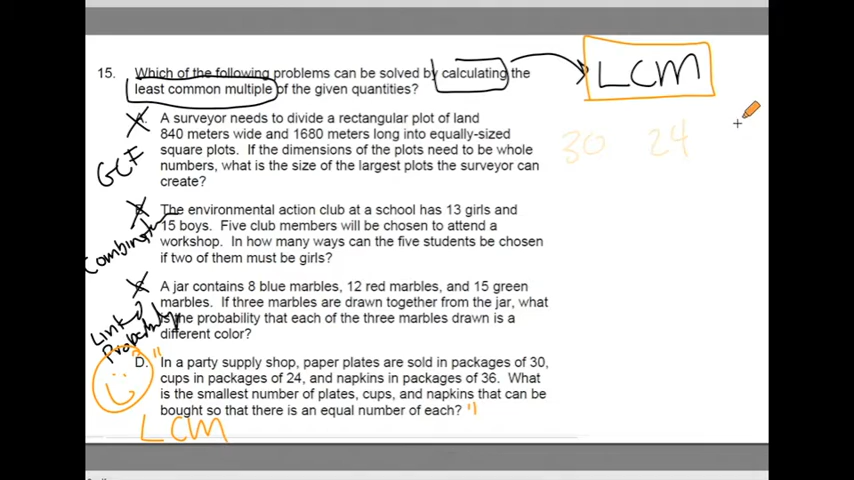 15. Which of the following problems can be solved by calculating the
least common multiple of the given quantities?
LCM
A. A surveyor needs to divide a rectangular plot of land
840 meters wide and 1680 meters long into equally-sized
square plots. If the dimensions of the plots need to be whole
numbers, what is the size of the largest plots the surveyor can
create?
GCF
30 24
B. The environmental action club at a school has 13 girls and
15 boys. Five club members will be chosen to attend a
workshop. In how many ways can the five students be chosen
if two of them must be girls?
C. A jar contains 8 blue marbles, 12 red marbles, and 15 green
marbles. If three marbles are drawn together from the jar, what
is the probability that each of the three marbles drawn is a
different color?
Linked
Probability
D. " In a party supply shop, paper plates are sold in packages of 30,
cups in packages of 24, and napkins in packages of 36. What
is the smallest number of plates, cups, and napkins that can be
bought so that there is an equal number of each? "
LCM